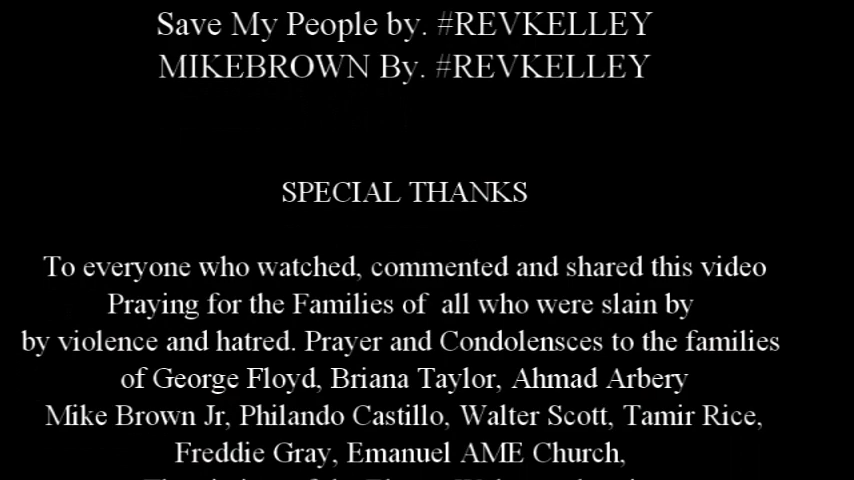 Save My People by. #REVKELLEY
MIKEBROWN By. #REVKELLEY
SPECIAL THANKS
To everyone who watched, commented and shared this video
Praying for the Families of all who were slain by
by violence and hatred. Prayer and Condolensces to the families
of George Floyd, Briana Taylor, Ahmad Arbery
Mike Brown Jr, Philando Castillo, Walter Scott, Tamir Rice,
Freddie Gray, Emanuel AME Church,